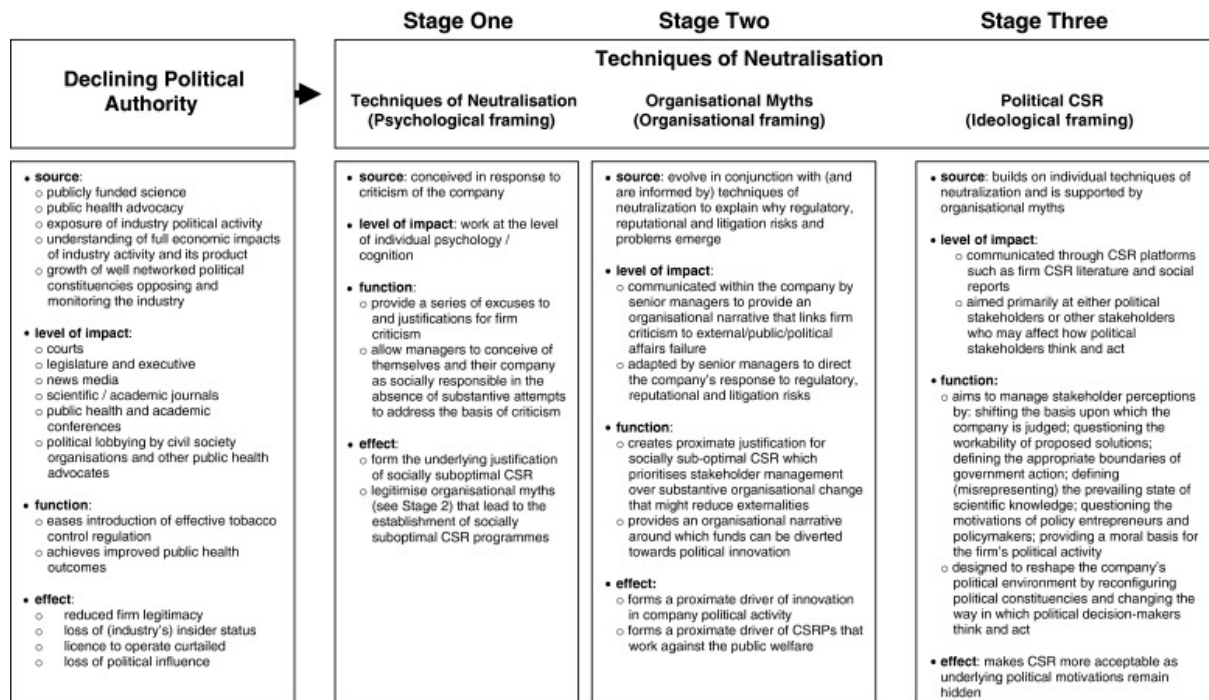 Stage One
Stage Two
Stage Three
Declining Political
Authority
Techniques of Neutralisation
Techniques of Neutralisation
(Psychological framing)
Organisational Myths
(Organisational framing)
Political CSR
(Ideological framing)
• source:
○ publicly funded science
○ public health advocacy
○ exposure of industry political activity
○ understanding of full economic impacts
of industry activity and its product
○ growth of well networked political
constituencies opposing and
monitoring the industry
• level of impact:
○ courts
○ legislature and executive
○ news media
○ scientific / academic journals
○ public health and academic
conferences
○ political lobbying by civil society
organisations and other public health
advocates
• function:
○ eases introduction of effective tobacco
control regulation
○ achieves improved public health
outcomes
• effect:
○ reduced firm legitimacy
○ loss of (industry's) insider status
○ licence to operate curtailed
○ loss of political influence
• source: conceived in response to
criticism of the company
• level of impact: work at the level
of individual psychology /
cognition
• function:
○ provide a series of excuses to
and justifications for firm
criticism
○ allow managers to conceive of
themselves and their company
as socially responsible in the
absence of substantive attempts
to address the basis of criticism
• effect:
○ form the underlying justification
of socially suboptimal CSR
○ legitimise organisational myths
(see Stage 2) that lead to the
establishment of socially
suboptimal CSR programmes
• source: evolve in conjunction with (and
are informed by) techniques of
neutralization to explain why regulatory,
reputational and litigation risks and
problems emerge
• level of impact:
○ communicated within the company by
senior managers to provide an
organisational narrative that links firm
criticism to external/public/political
affairs failure
○ adapted by senior managers to direct
the company's response to regulatory,
reputational and litigation risks
• function:
○ creates proximate justification for
socially sub-optimal CSR which
prioritises stakeholder management
over substantive organisational change
that might reduce externalities
○ provides an organisational narrative
around which funds can be diverted
towards political innovation
• effect:
○ forms a proximate driver of innovation
in company political activity
○ forms a proximate driver of CSRPs that
work against the public welfare
• source: builds on individual techniques of
neutralization and is supported by
organisational myths
• level of impact:
○ communicated through CSR platforms
such as firm CSR literature and social
reports
○ aimed primarily at either political
stakeholders or other stakeholders
who may affect how political
stakeholders think and act
• function:
○ aims to manage stakeholder perceptions
by: shifting the basis upon which the
company is judged; questioning the
workability of proposed solutions;
defining the appropriate boundaries of
government action; defining
(misrepresenting) the prevailing state of
scientific knowledge; questioning the
motivations of policy entrepreneurs and
policymakers; providing a moral basis for
the firm's political activity
○ designed to reshape the company's
political environment by reconfiguring
political constituencies and changing the
way in which political decision-makers
think and act
• effect: makes CSR more acceptable as
underlying political motivations remain
hidden